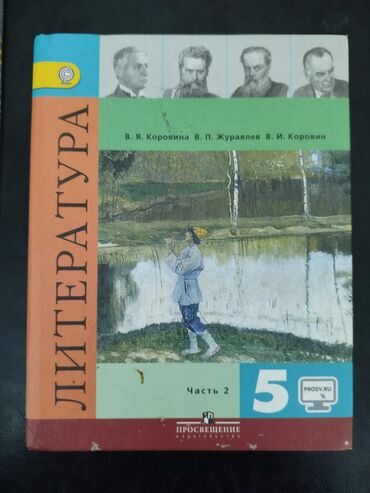 В. Я. Коровина В. П. Журавлев В. И. Коровин
ЛИТЕРАТУРА
Часть 2
5
PROSV.RU
ПРОСВЕЩЕНИЕ
ИЗДАТЕЛЬСТВО